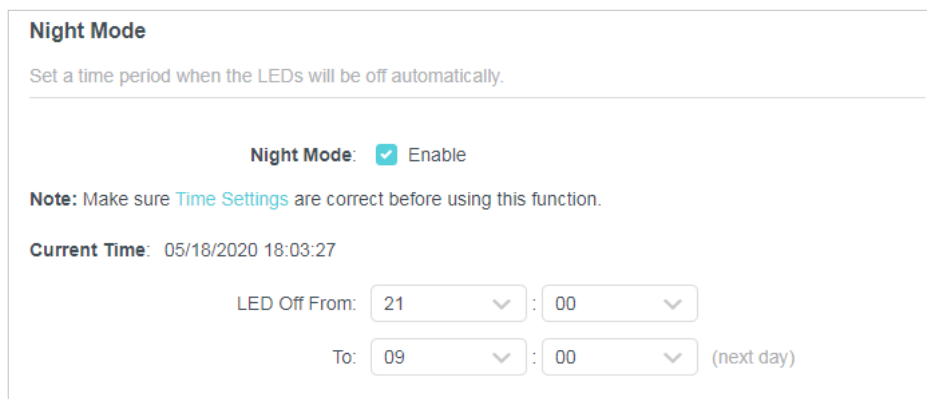 Night Mode
Set a time period when the LEDs will be off automatically.
Night Mode: Enable
Note: Make sure Time Settings are correct before using this function.
Current Time: 05/18/2020 18:03:27
LED Off From: 21 : 00
To: 09 : 00 (next day)